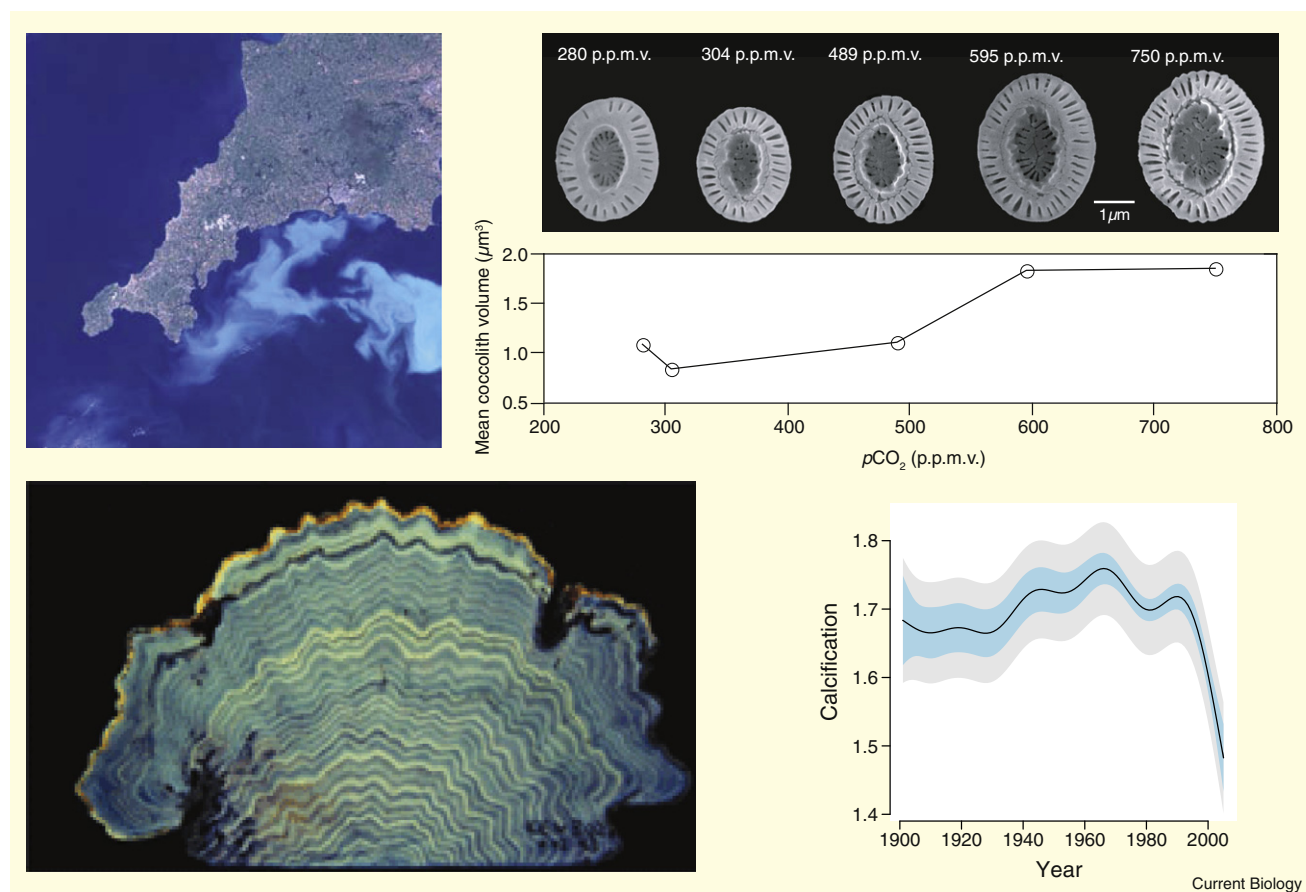 280 p.p.m.v. 304 p.p.m.v. 489 p.p.m.v. 595 p.p.m.v. 750 p.p.m.v.
1 µm
Mean coccolith volume (µm³)
2.0
1.5
1.0
0.5
200 300 400 500 600 700 800
pCO₂ (p.p.m.v.)
Calcification
1.8
1.7
1.6
1.5
1.4
1900 1920 1940 1960 1980 2000
Year
Current Biology